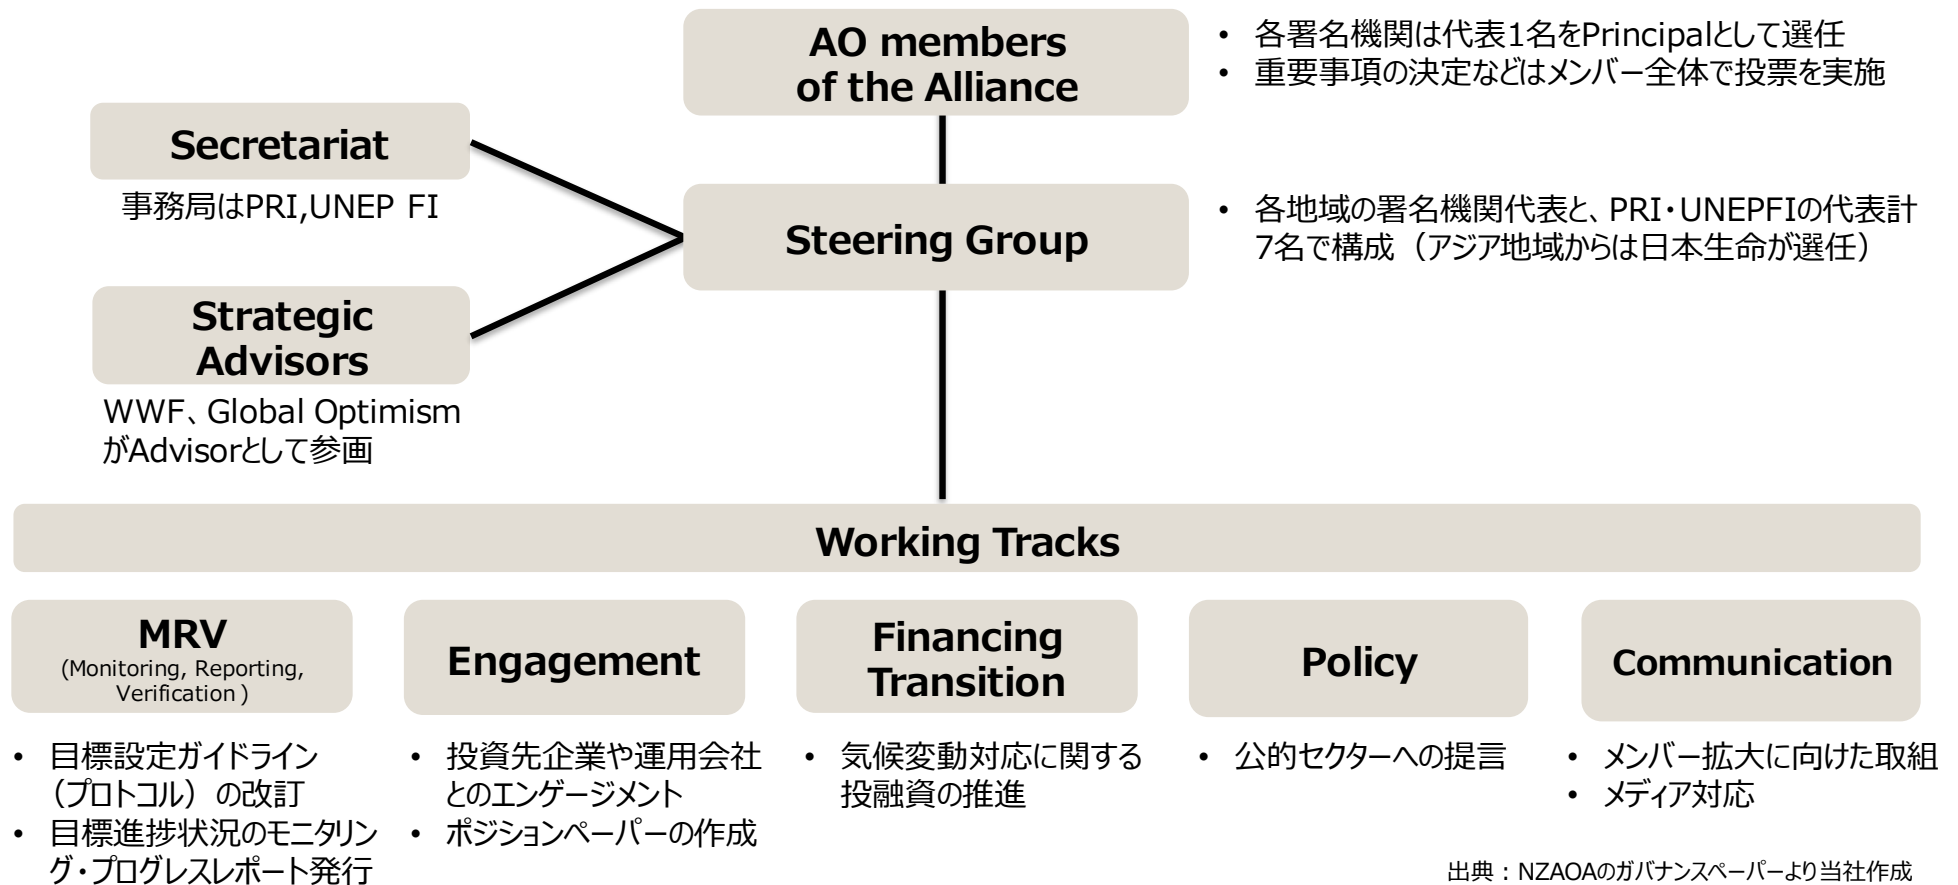 AO members
of the Alliance
• 各署名機関は代表1名をPrincipalとして選任
• 重要事項の決定などはメンバー全体で投票を実施
Secretariat
事務局はPRI,UNEP FI
Steering Group
• 各地域の署名機関代表と、PRI・UNEPFIの代表計
7名で構成（アジア地域からは日本生命が選任）
Strategic
Advisors
WWF、Global Optimism
がAdvisorとして参画
Working Tracks
MRV
(Monitoring, Reporting,
Verification)
• 目標設定ガイドライン
（プロトコル）の改訂
• 目標進捗状況のモニタリン
グ・プログレスレポート発行
Engagement
• 投資先企業や運用会社
とのエンゲージメント
• ポジションペーパーの作成
Financing
Transition
• 気候変動対応に関する
投融資の推進
Policy
• 公的セクターへの提言
Communication
• メンバー拡大に向けた取組
• メディア対応
出典：NZAOAのガバナンスペーパーより当社作成